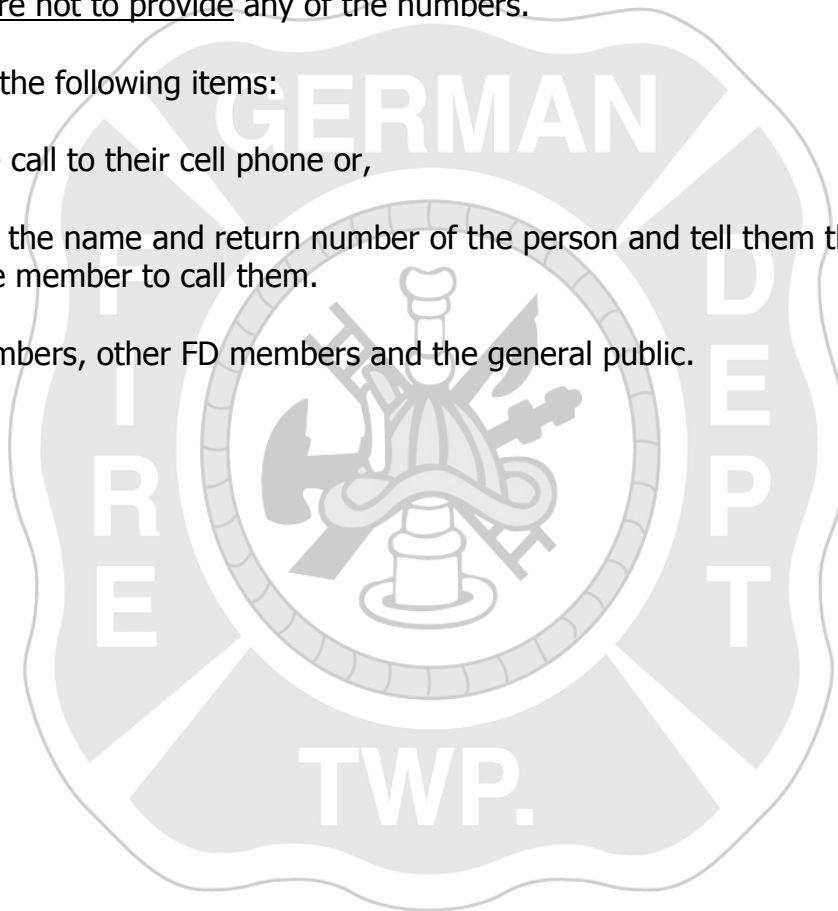 re not to provide any of the numbers.
the following items:
call to their cell phone or,
the name and return number of the person and tell them
e member to call them.
mbers, other FD members and the general public.
GERMAN
FIRE
DEPT
TWP.